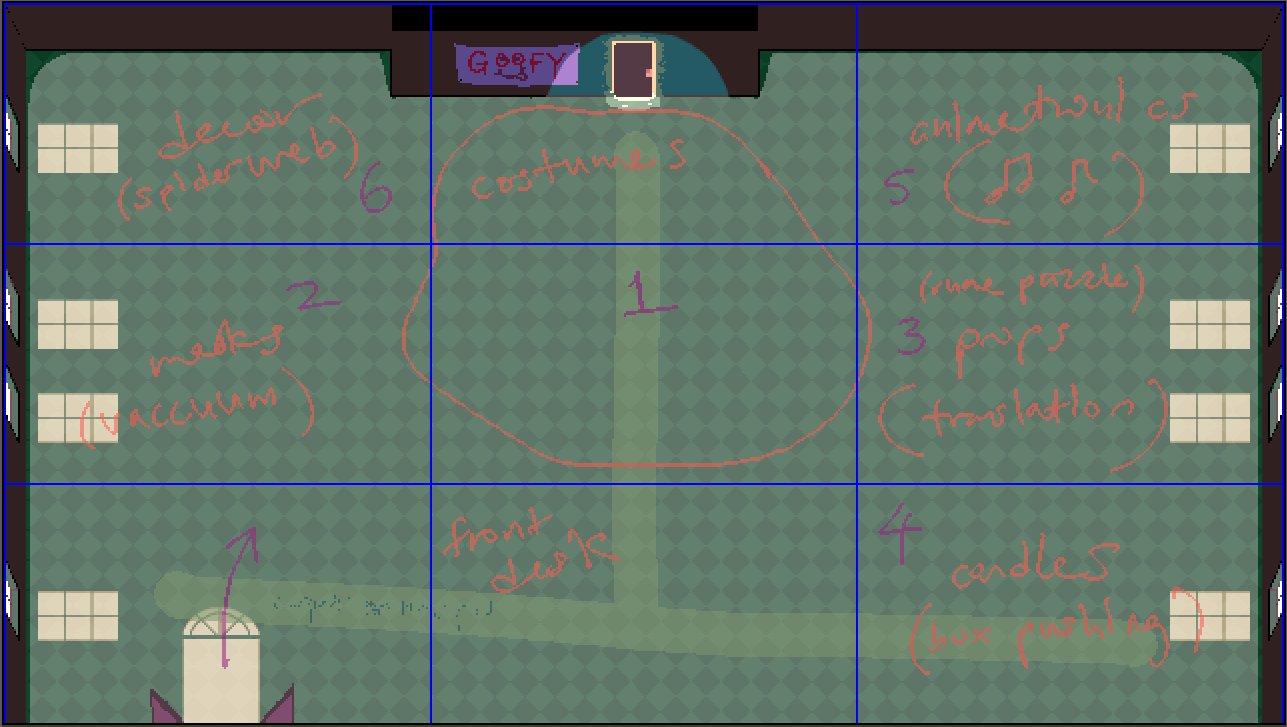 GOOFY
decor
(spiderweb)
6
costumes
animatronics
5
2
masks
(vaccuum)
1
(rune puzzle)
3 props
(translation)
front
desk
4
candles
(box pushing)